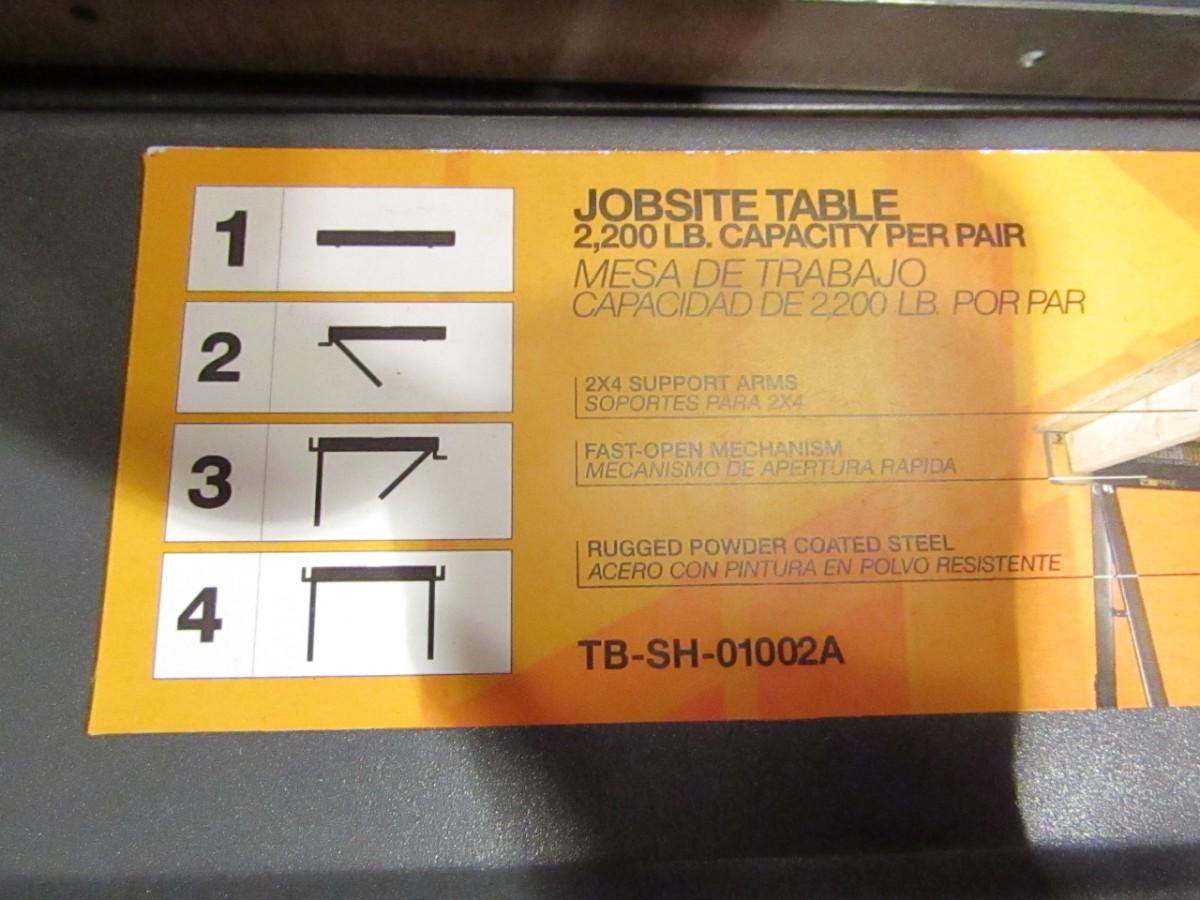 1
2
3
4
JOBSITE TABLE
2,200 LB. CAPACITY PER PAIR
MESA DE TRABAJO
CAPACIDAD DE 2,200 LB. POR PAR
2X4 SUPPORT ARMS
SOPORTES PARA 2X4
FAST-OPEN MECHANISM
MECANISMO DE APERTURA RAPIDA
RUGGED POWDER COATED STEEL
ACERO CON PINTURA EN POLVO RESISTENTE
TB-SH-01002A